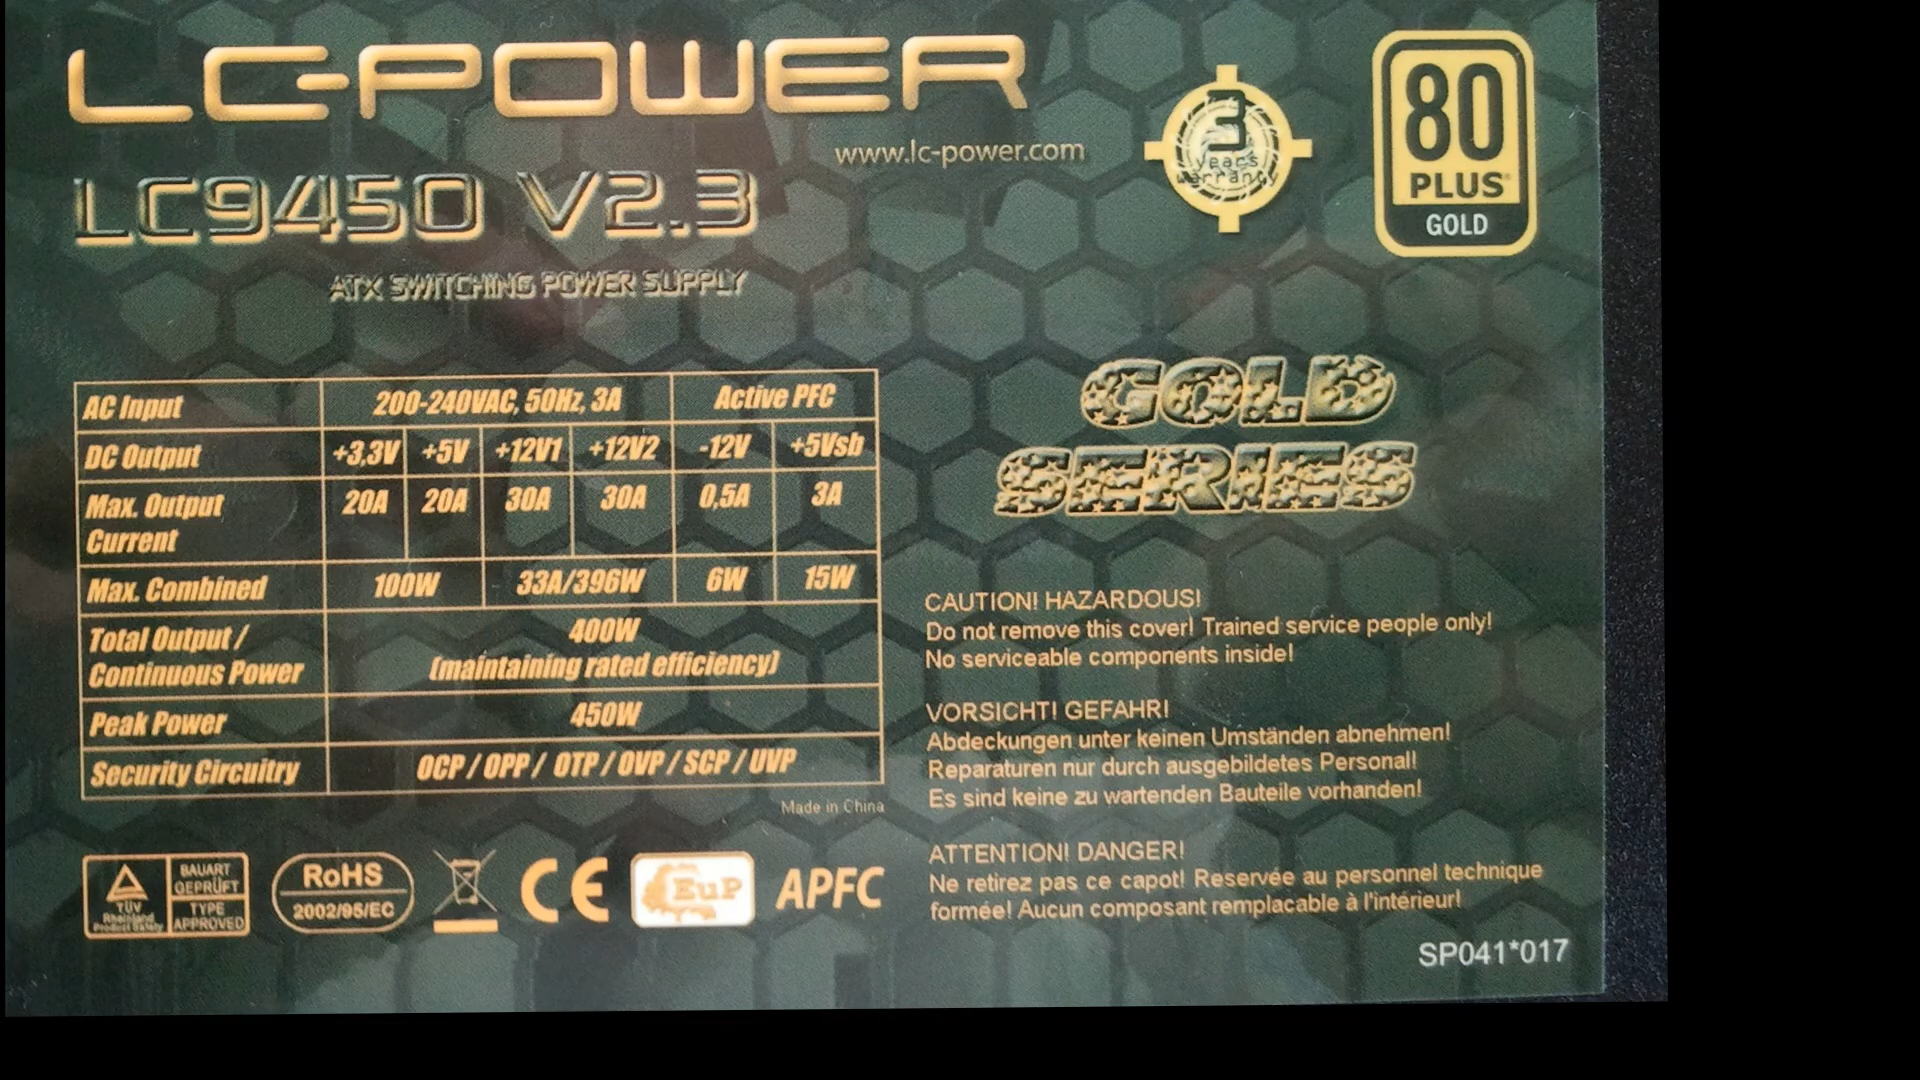 LC-POWER
www.lc-power.com
LC9450 V2.3
ATX SWITCHING POWER SUPPLY
3
years
warranty
80
PLUS
GOLD
AC Input 200-240VAC, 50Hz, 3A Active PFC
DC Output +3,3V +5V +12V1 +12V2 -12V +5Vsb
Max. Output 20A 20A 30A 30A 0,5A 3A
Current
Max. Combined 100W 33A/396W 6W 15W
Total Output / 400W
Continuous Power (maintaining rated efficiency)
Peak Power 450W
Security Circuitry OCP / OPP / OTP / OVP / SCP / UVP
Made in China
GOLD
SERIES
CAUTION! HAZARDOUS!
Do not remove this cover! Trained service people only!
No serviceable components inside!
VORSICHT! GEFAHR!
Abdeckungen unter keinen Umständen abnehmen!
Reparaturen nur durch ausgebildetes Personal!
Es sind keine zu wartenden Bauteile vorhanden!
ATTENTION! DANGER!
Ne retirez pas ce capot! Reservée au personnel technique
formée! Aucun composant remplacable à l'intérieur!
TÜV
Rheinland
Product Safety
BAUART
GEPRÜFT
TYPE
APPROVED
RoHS
2002/95/EC
CE
EuP
APFC
SP041*017